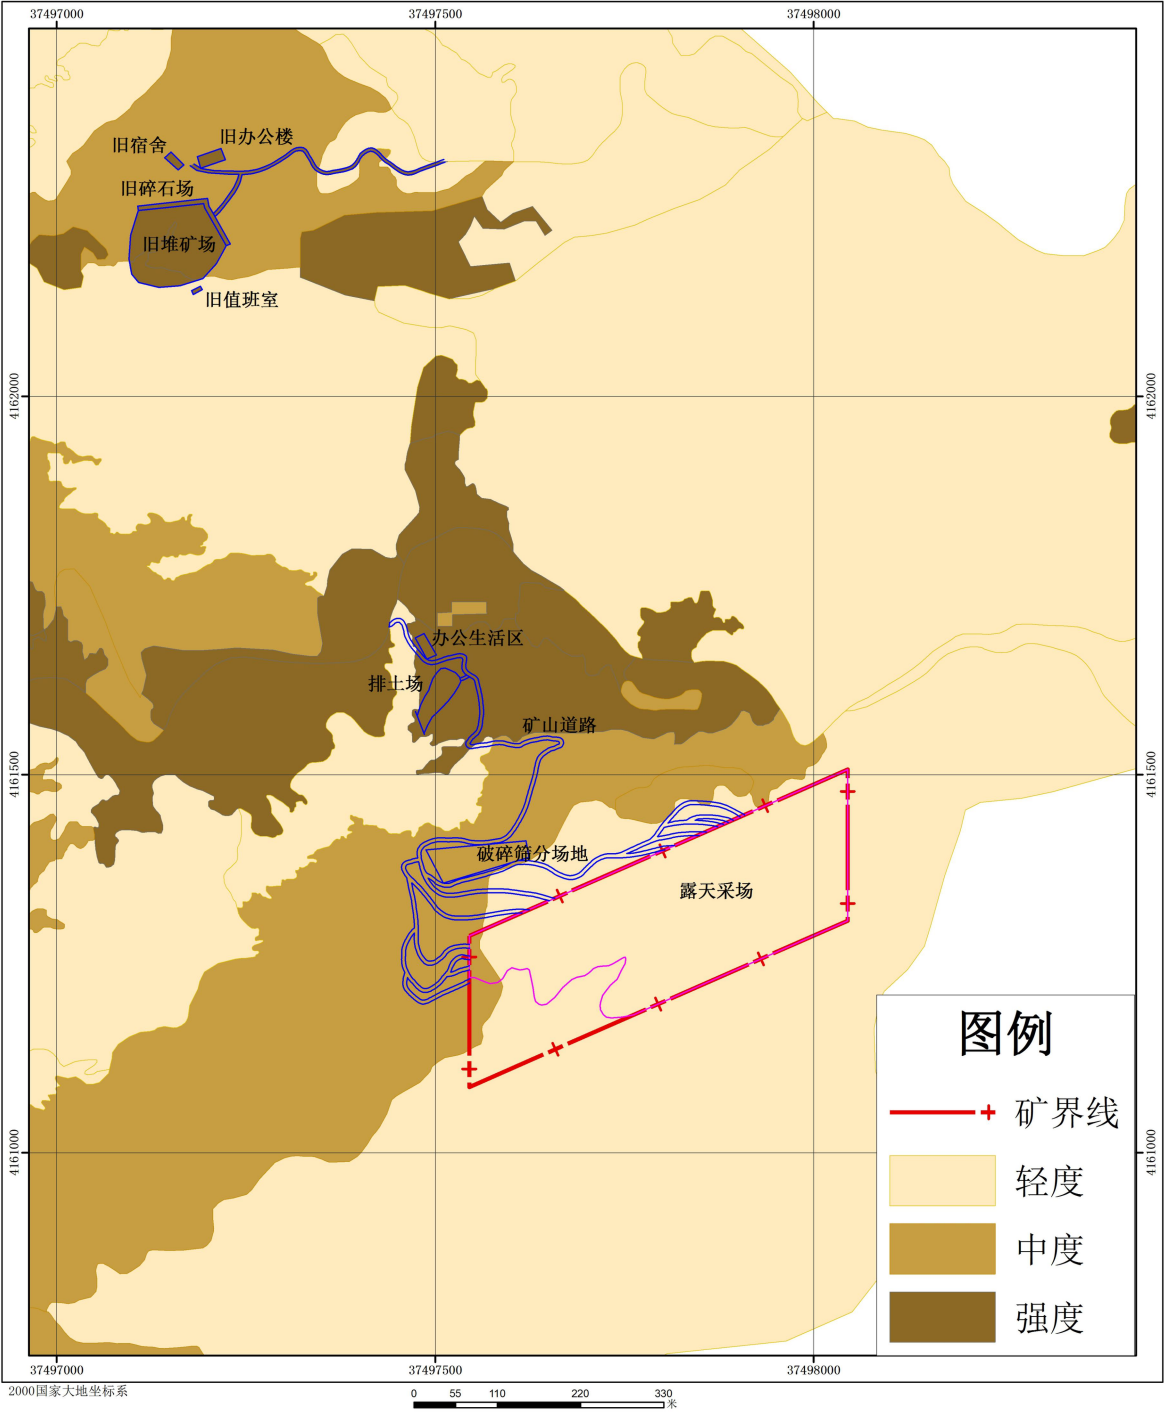 37497000 37497500 37498000
旧宿舍 旧办公楼
旧碎石场
旧堆矿场
旧值班室
4162000 4162000
办公生活区
排土场
矿山道路
4161500 4161500
破碎筛分场地
露天采场
图例
矿界线
4161000 4161000
轻度
中度
强度
37497000 37497500 37498000
2000国家大地坐标系
0 55 110 220 330
米